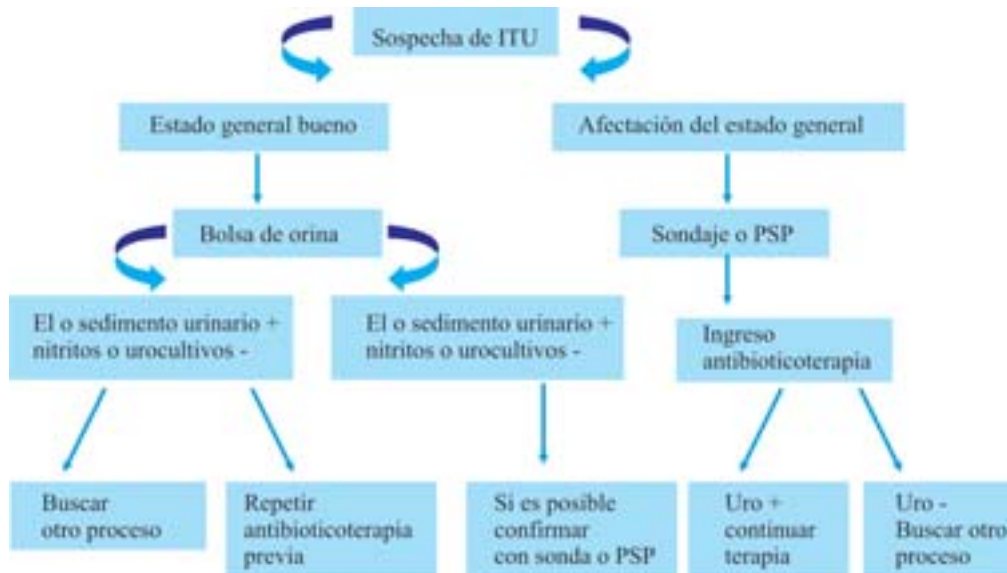 Sospecha de ITU
Estado general bueno
Afectación del estado general
Bolsa de orina
Sondaje o PSP
El o sedimento urinario +
nitritos o urocultivos -
El o sedimento urinario +
nitritos o urocultivos -
Ingreso
antibioticoterapia
Buscar
otro proceso
Repetir
antibioticoterapia
previa
Si es posible
confirmar
con sonda o PSP
Uro +
continuar
terapia
Uro -
Buscar otro
proceso